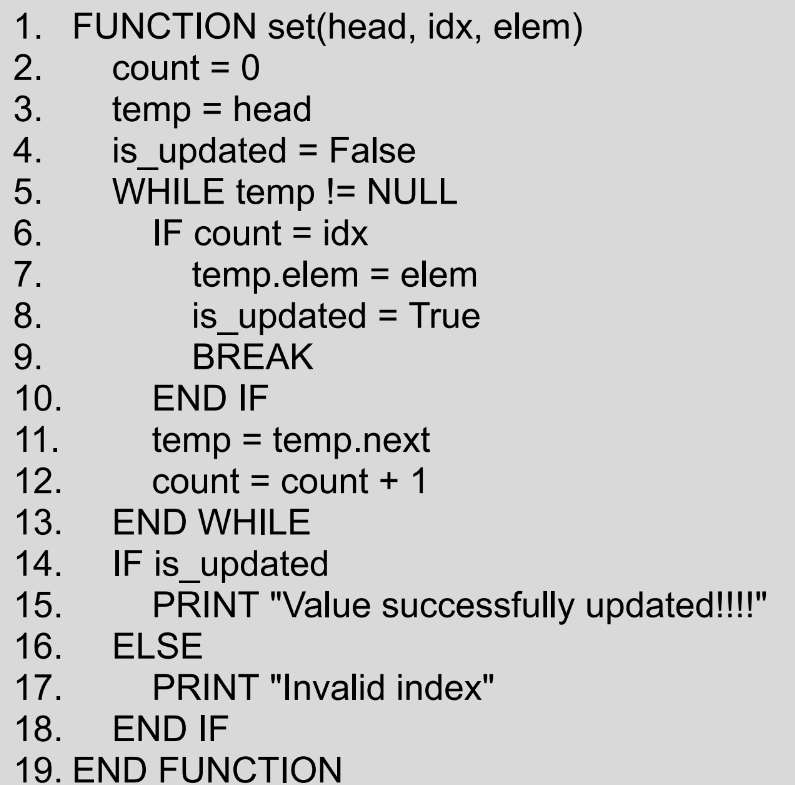 1. FUNCTION set(head, idx, elem)
2. count = 0
3. temp = head
4. is_updated = False
5. WHILE temp != NULL
6. IF count = idx
7. temp.elem = elem
8. is_updated = True
9. BREAK
10. END IF
11. temp = temp.next
12. count = count + 1
13. END WHILE
14. IF is_updated
15. PRINT "Value successfully updated!!!!"
16. ELSE
17. PRINT "Invalid index"
18. END IF
19. END FUNCTION